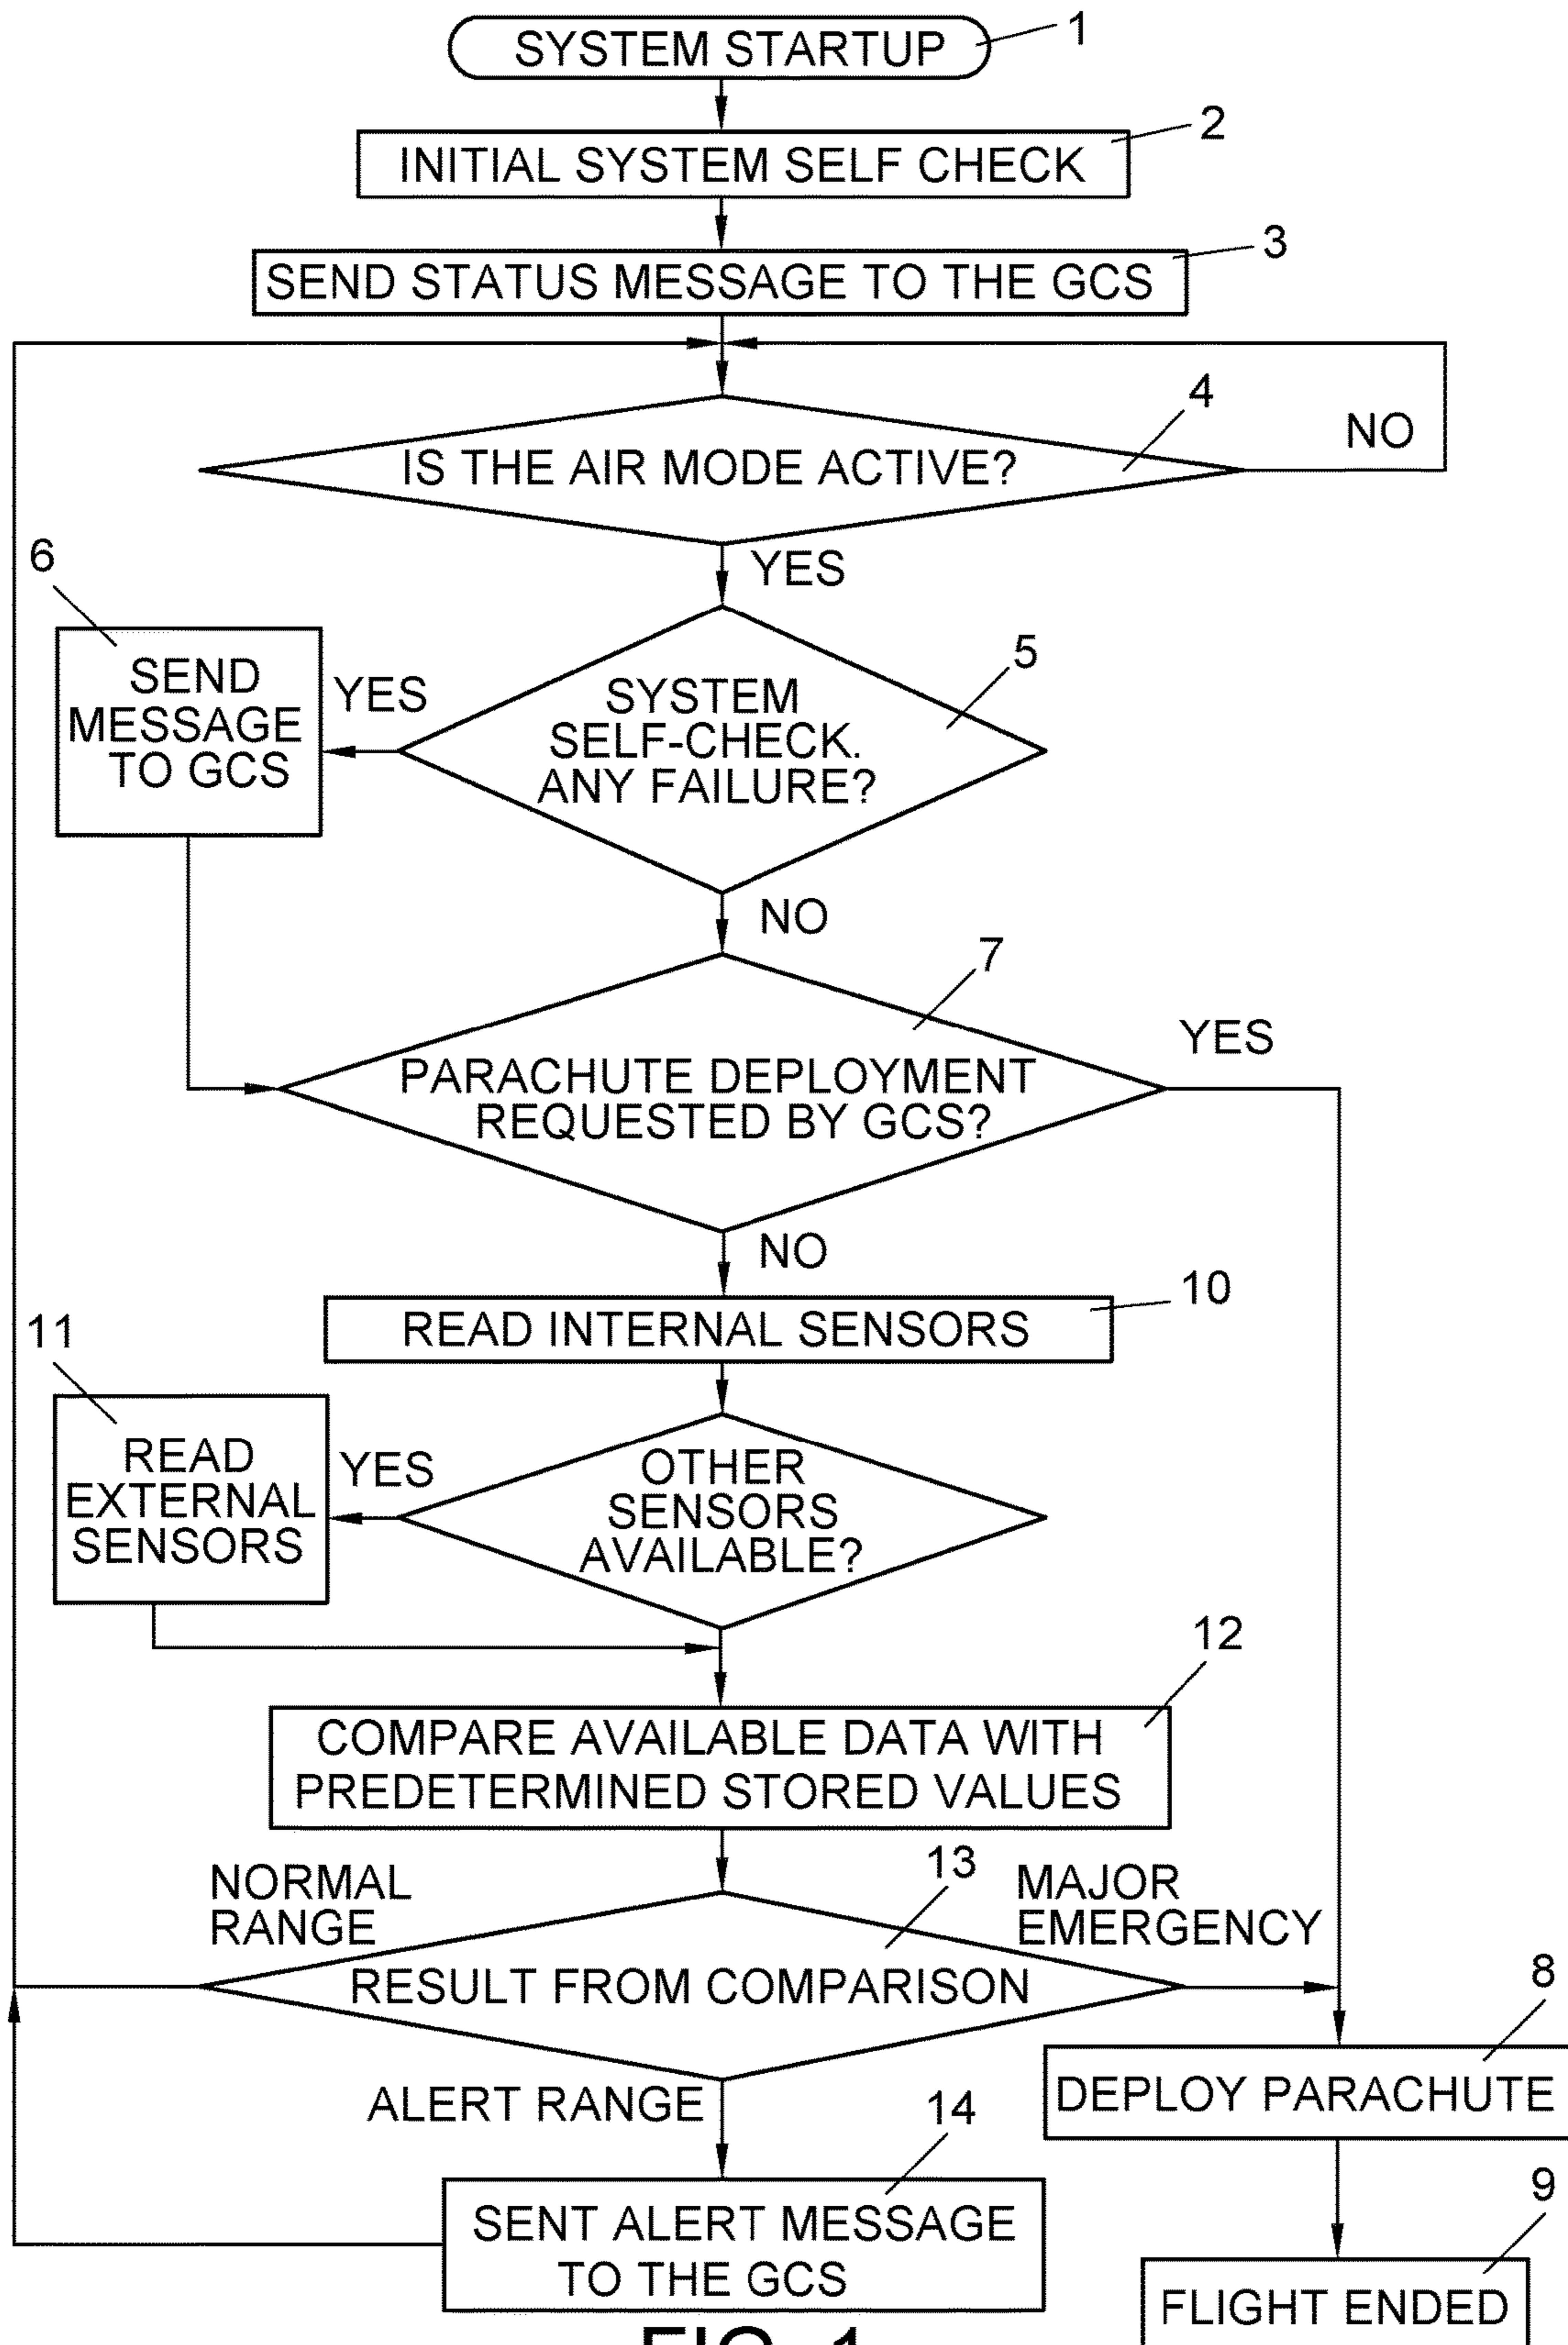 SYSTEM STARTUP
1
INITIAL SYSTEM SELF CHECK
2
SEND STATUS MESSAGE TO THE GCS
3
IS THE AIR MODE ACTIVE?
4
NO
YES
6
SEND
MESSAGE
TO GCS
YES
SYSTEM
SELF-CHECK.
ANY FAILURE?
5
NO
7
PARACHUTE DEPLOYMENT
REQUESTED BY GCS?
YES
NO
READ INTERNAL SENSORS
10
11
READ
EXTERNAL
SENSORS
YES
OTHER
SENSORS
AVAILABLE?
12
COMPARE AVAILABLE DATA WITH
PREDETERMINED STORED VALUES
NORMAL
RANGE
13
MAJOR
EMERGENCY
RESULT FROM COMPARISON
8
DEPLOY PARACHUTE
ALERT RANGE
14
SENT ALERT MESSAGE
TO THE GCS
9
FLIGHT ENDED
FIG. 1